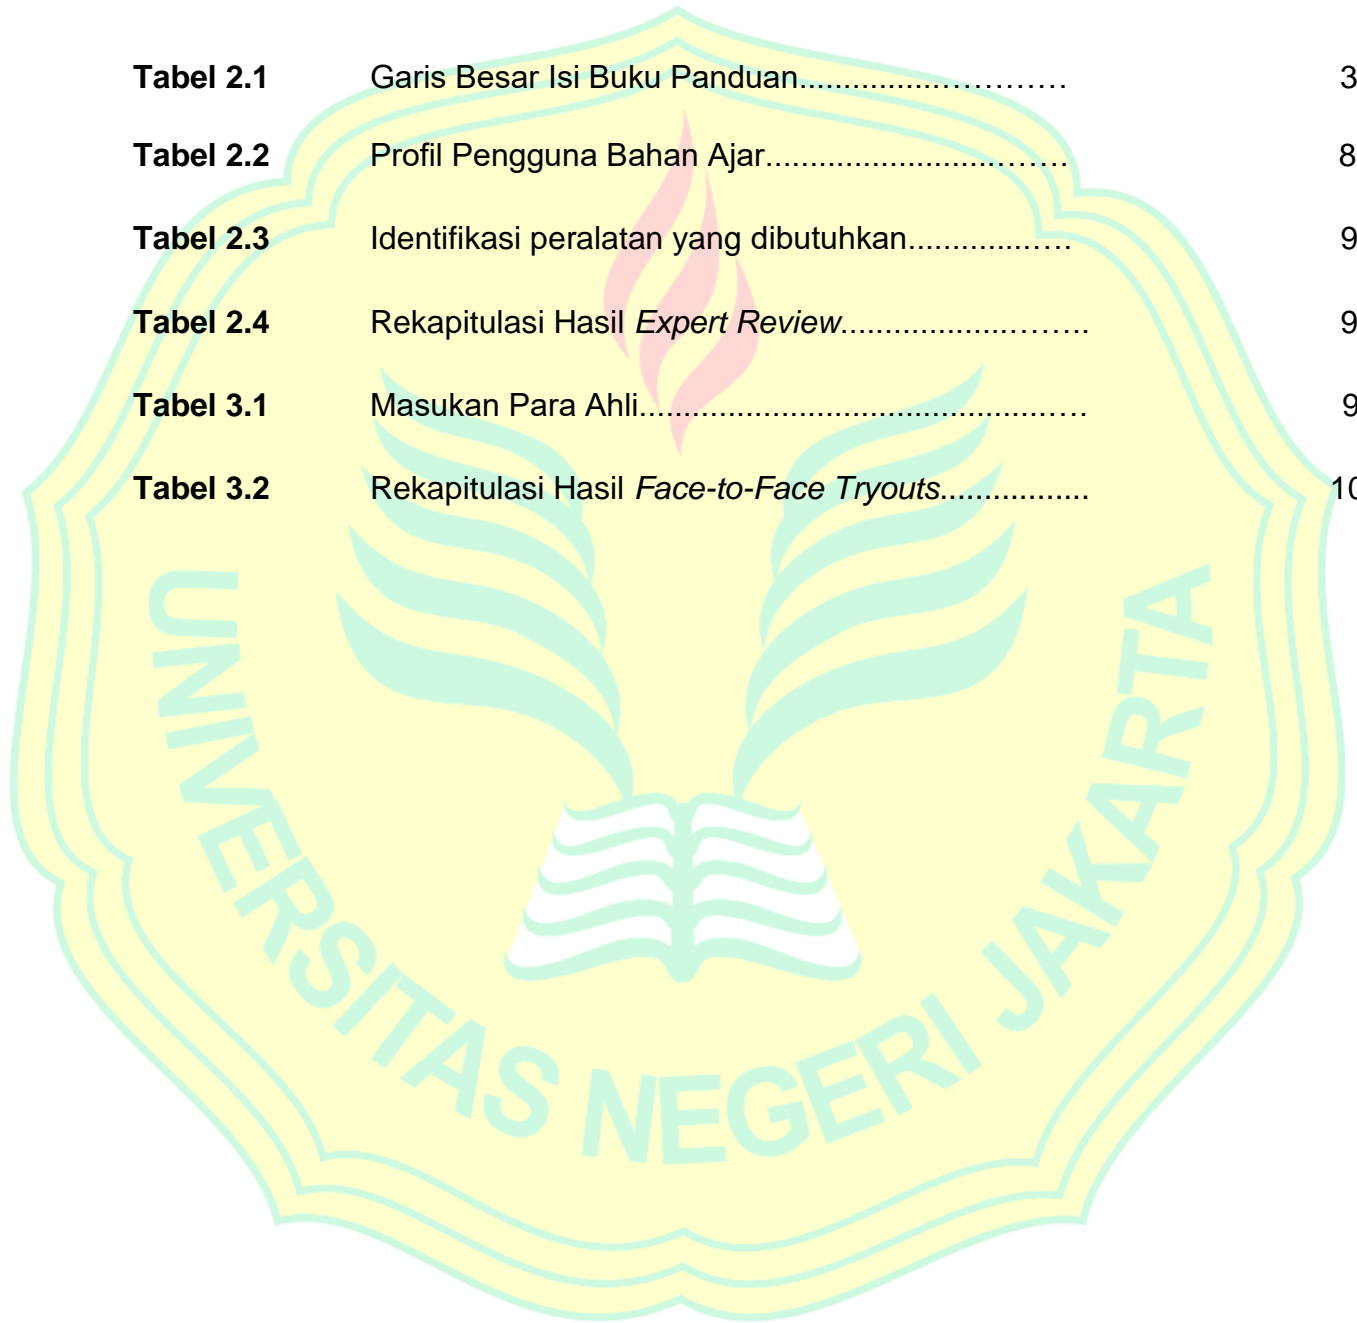 Tabel 2.1 Garis Besar Isi Buku Panduan................………… 3
Tabel 2.2 Profil Pengguna Bahan Ajar........................……. 8
Tabel 2.3 Identifikasi peralatan yang dibutuhkan.............…. 9
Tabel 2.4 Rekapitulasi Hasil Expert Review..................…….. 9
Tabel 3.1 Masukan Para Ahli..........................................…. 9
Tabel 3.2 Rekapitulasi Hasil Face-to-Face Tryouts................. 10
UNIVERSITAS NEGERI JAKARTA